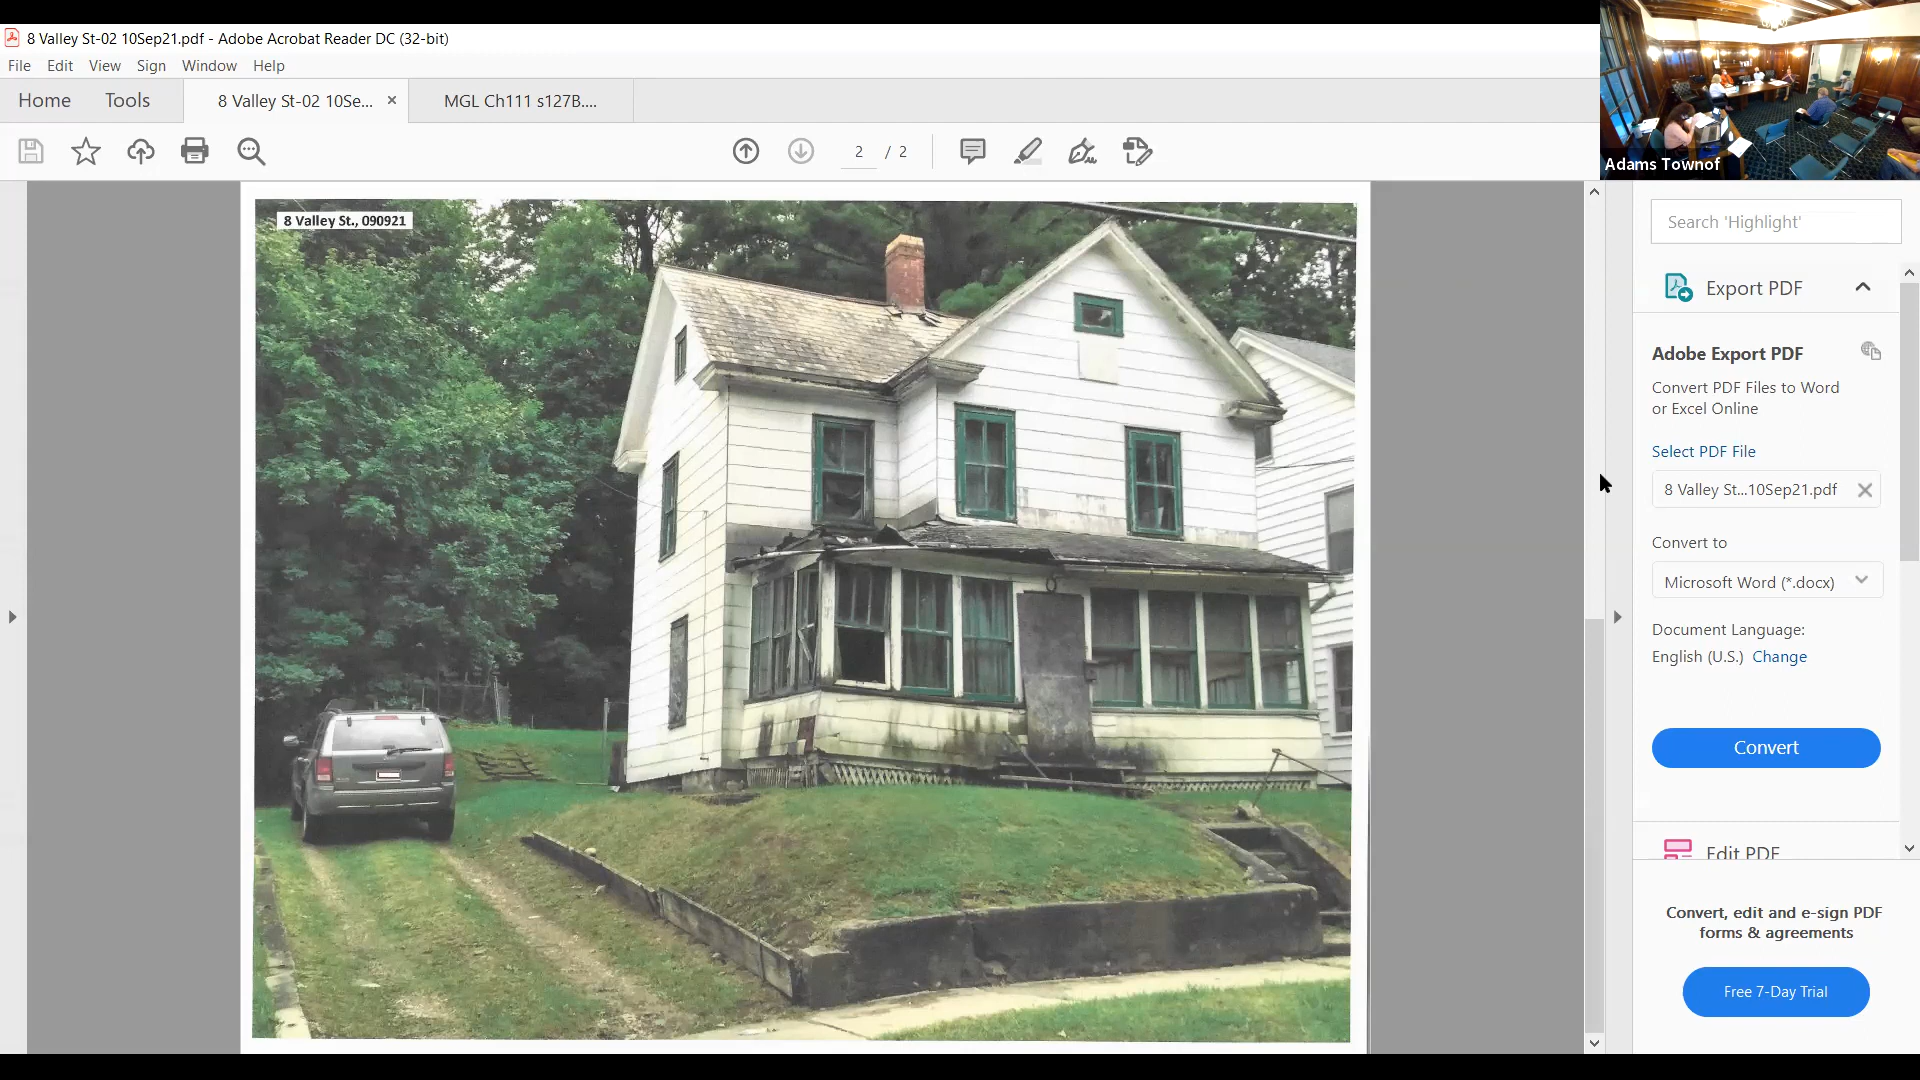 8 Valley St-02 10Sep21.pdf - Adobe Acrobat Reader DC (32-bit)
File Edit View Sign Window Help
Home Tools 8 Valley St-02 10Se... × MGL Ch111 s127B....
2 / 2
Adams Townof
8 Valley St., 090921
Search 'Highlight'
Export PDF
Adobe Export PDF
Convert PDF Files to Word
or Excel Online
Select PDF File
8 Valley St...10Sep21.pdf
Convert to
Microsoft Word (*.docx)
Document Language:
English (U.S.) Change
Convert
Edit PDF
Convert, edit and e-sign PDF
forms & agreements
Free 7-Day Trial